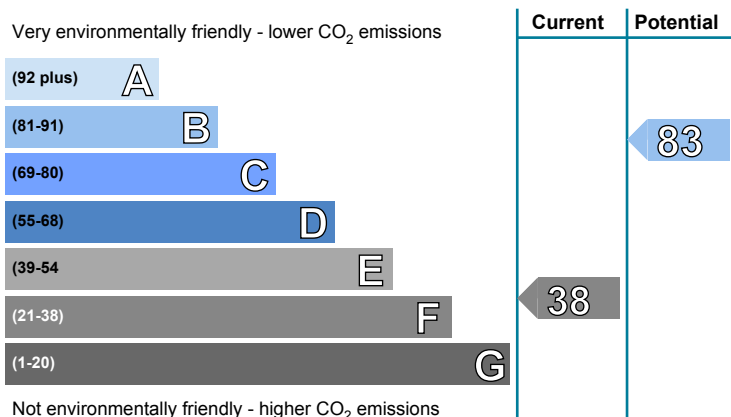 Very environmentally friendly - lower CO₂ emissions
Current
Potential
(92 plus) A
(81-91) B
83
(69-80) C
(55-68) D
(39-54 E
38
(21-38) F
(1-20) G
Not environmentally friendly - higher CO₂ emissions